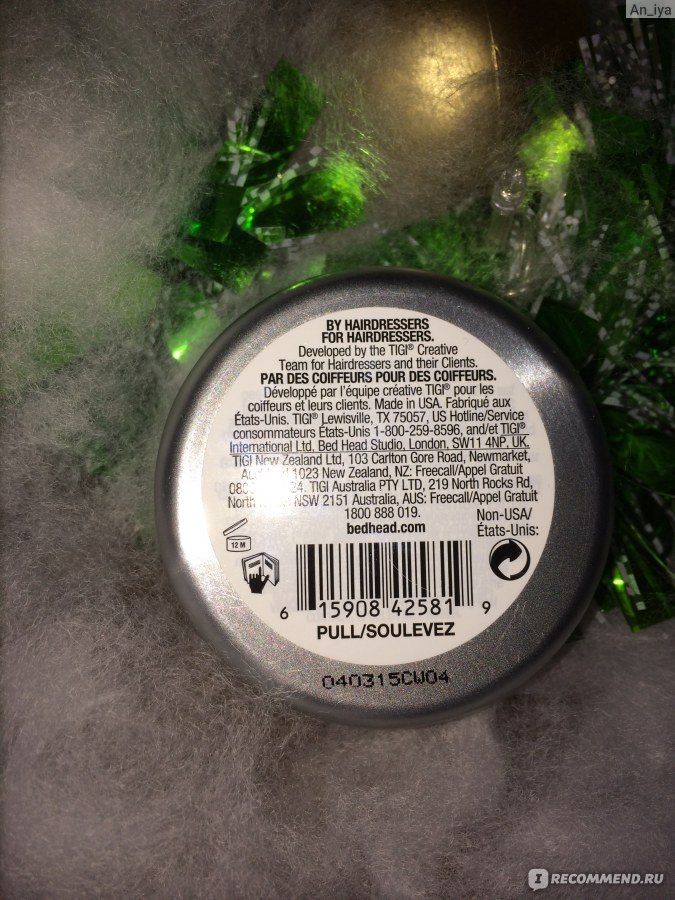 An_iya
BY HAIRDRESSERS
FOR HAIRDRESSERS.
Developed by the TIGI® Creative
Team for Hairdressers and their Clients.
PAR DES COIFFEURS POUR DES COIFFEURS.
Développé par l'équipe créative TIGI® pour les
coiffeurs et leurs clients. Made in USA. Fabriqué aux
États-Unis. TIGI® Lewisville, TX 75057, US Hotline/Service
consommateurs États-Unis 1-800-259-8596, and/et TIGI®
International Ltd, Bed Head Studio, London, SW11 4NP, UK.
TIGI New Zealand Ltd, 103 Carlton Gore Road, Newmarket,
1023 New Zealand, NZ: Freecall/Appel Gratuit
24. TIGI Australia PTY LTD, 219 North Rocks Rd,
North NSW 2151 Australia, AUS: Freecall/Appel Gratuit
1800 888 019.
bedhead.com
Non-USA/
États-Unis:
12 M
6 15908 42581 9
PULL/SOULEVEZ
040315CW04
IRECOMMEND.RU